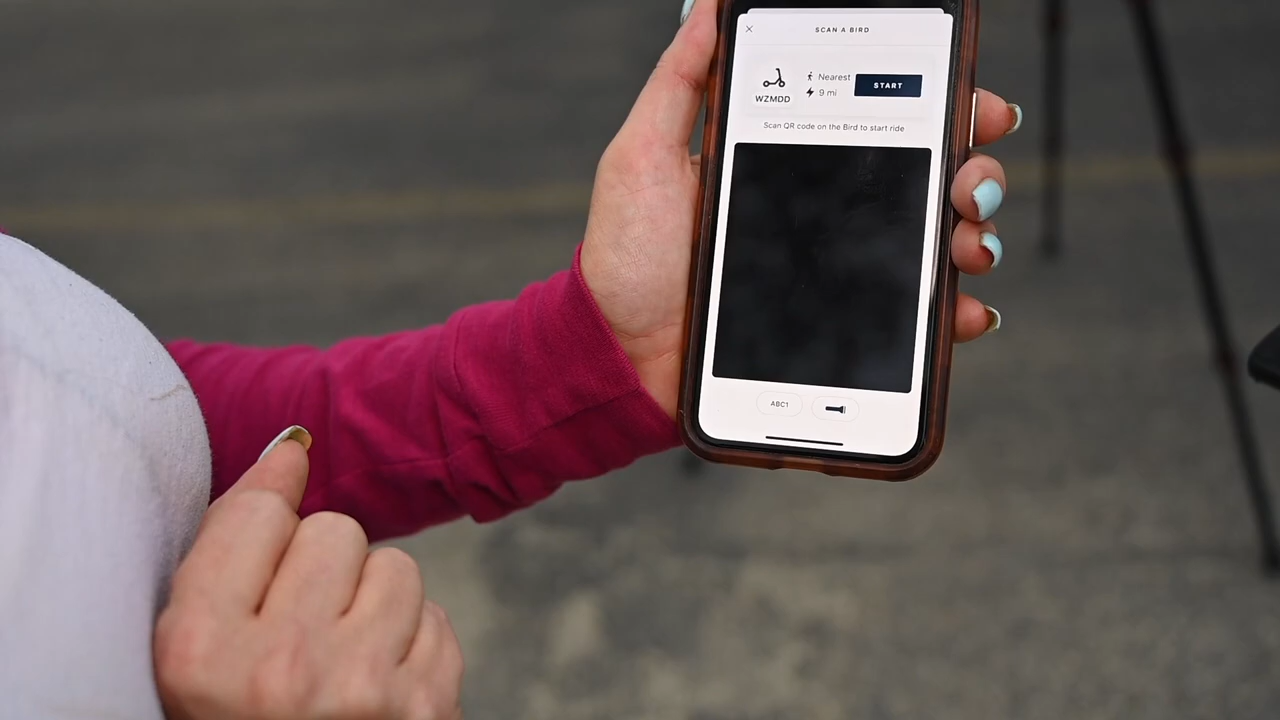 SCAN A BIRD
Nearest
9 mi
START
WZMDD
Scan QR code on the Bird to start ride
ABC1